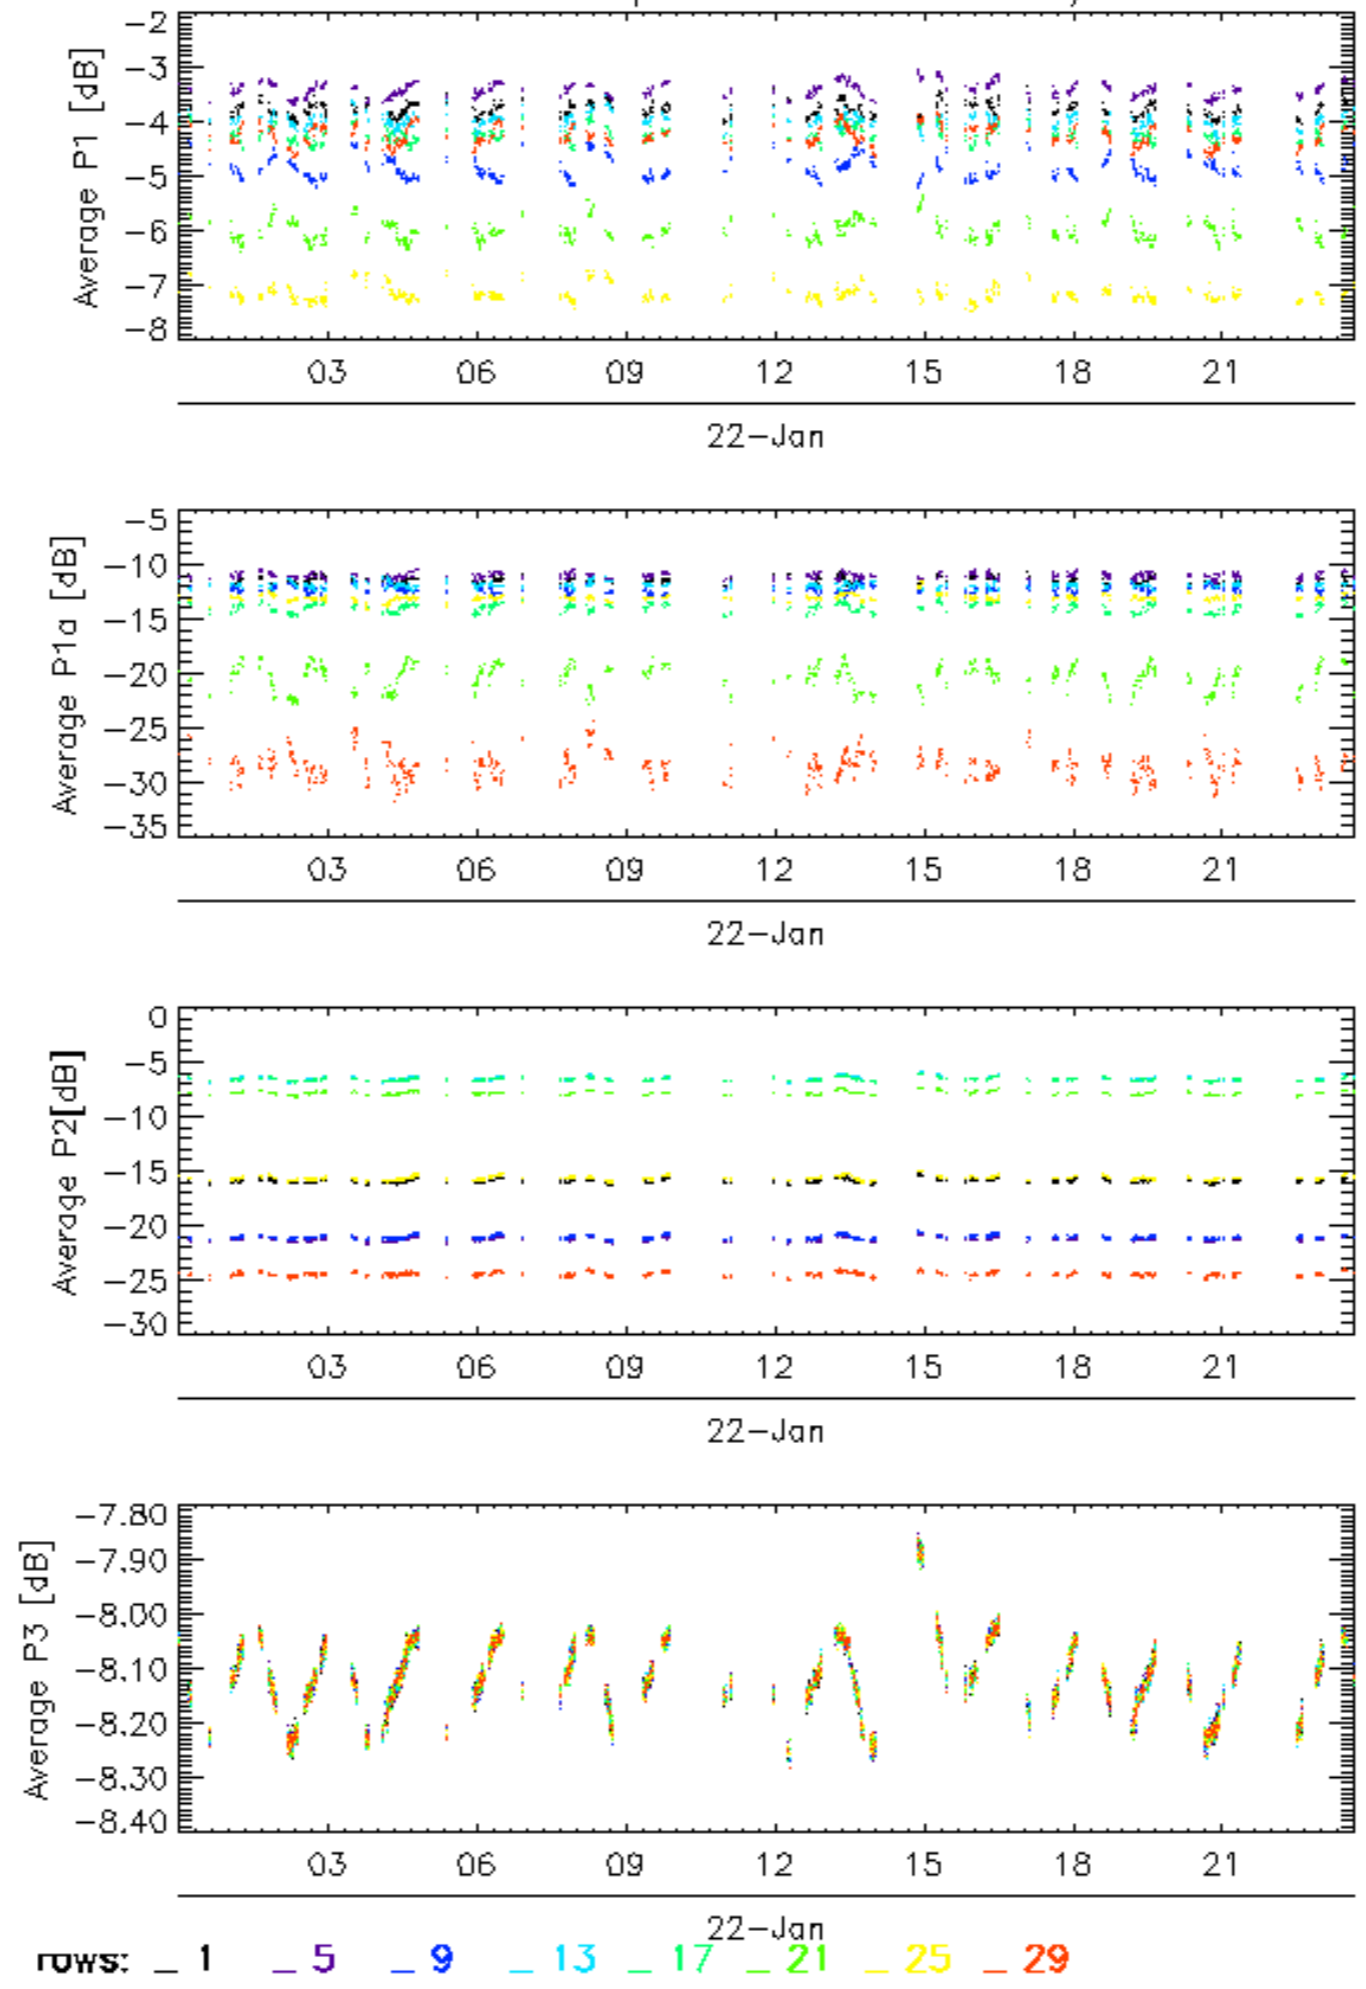 -2
-3
-4
-5
-6
-7
-8
Average P1 [dB]
03 06 09 12 15 18 21
22-Jan
-5
-10
-15
-20
-25
-30
-35
Average P1a [dB]
03 06 09 12 15 18 21
22-Jan
0
-5
-10
-15
-20
-25
-30
Average P2[dB]
03 06 09 12 15 18 21
22-Jan
-7.80
-7.90
-8.00
-8.10
-8.20
-8.30
-8.40
Average P3 [dB]
03 06 09 12 15 18 21
22-Jan
rows: _ 1 _ 5 _ 9 _ 13 _ 17 _ 21 _ 25 _ 29